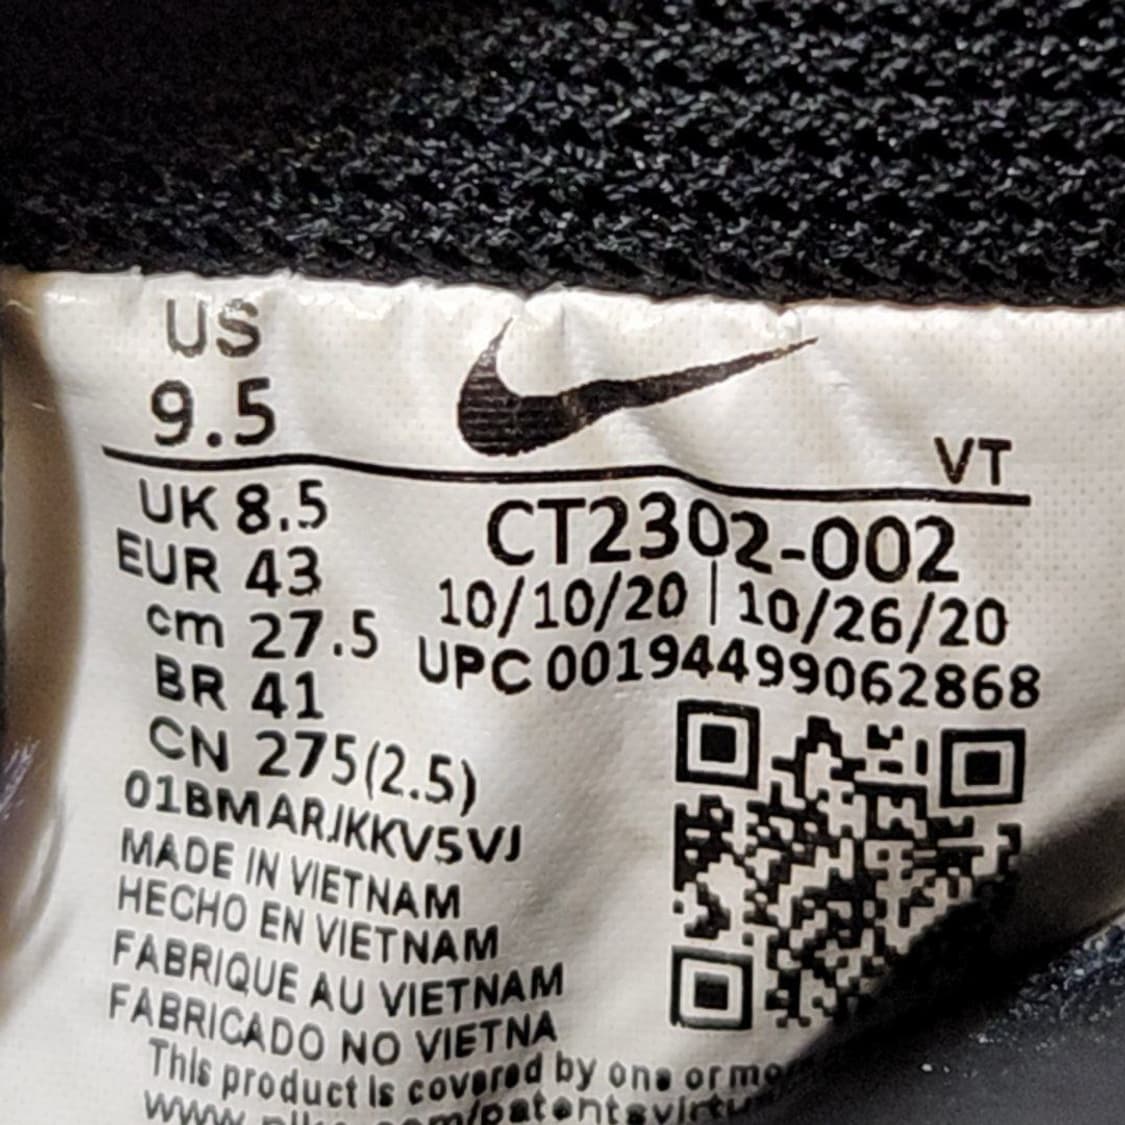 US
9.5
VT
UK 8.5
EUR 43
cm 27.5
BR 41
CN 275(2.5)
CT2302-002
10/10/20 | 10/26/20
UPC 00194499062868
01BMARJKKV5VJ
MADE IN VIETNAM
HECHO EN VIETNAM
FABRIQUE AU VIETNAM
FABRICADO NO VIETNA
This product is covered by one or mo